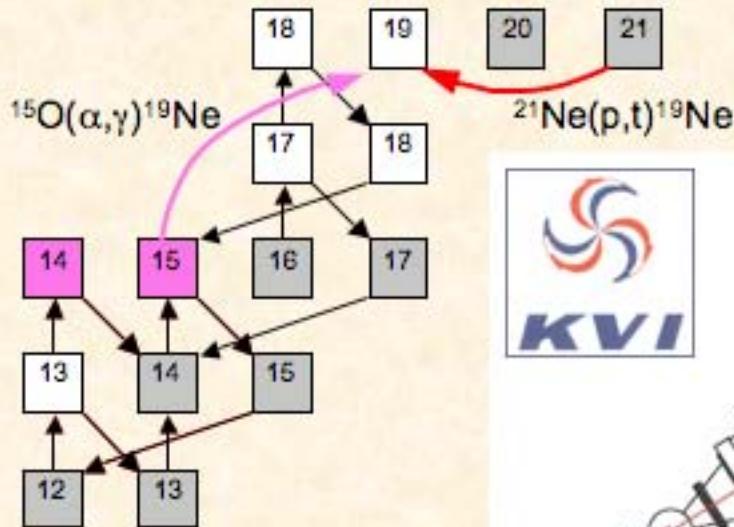 18 19 20 21
¹⁵O(α,γ)¹⁹Ne
²¹Ne(p,t)¹⁹Ne
17 18
14 15 16 17
KVI
13 14 15
12 13